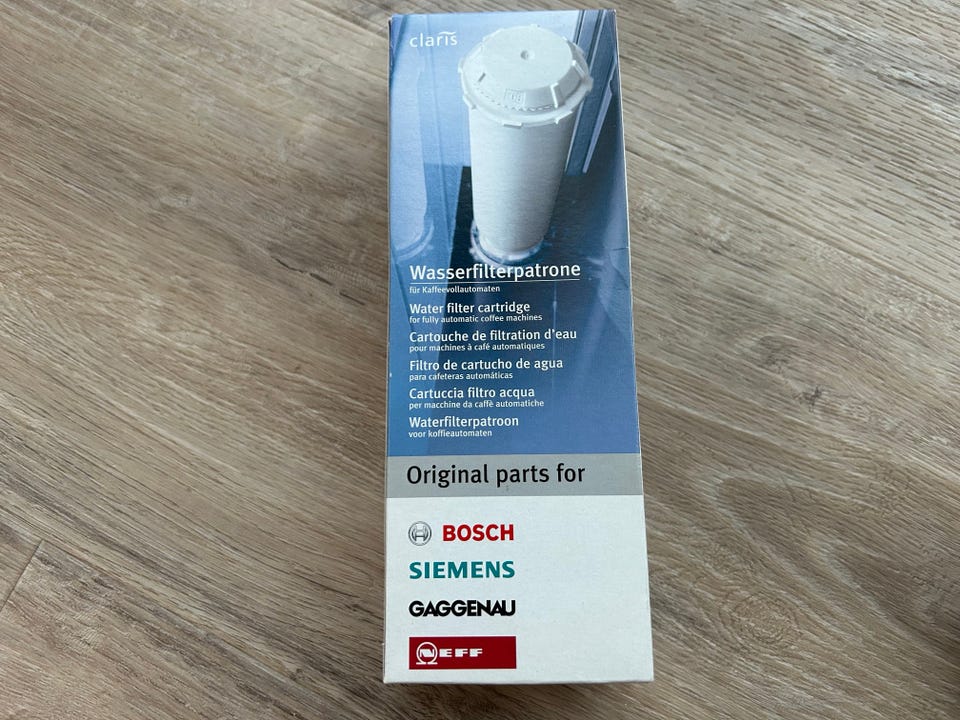 claris
Wasserfilterpatrone
für Kaffeevollautomaten
Water filter cartridge
for fully automatic coffee machines
Cartouche de filtration d'eau
pour machines à café automatiques
Filtro de cartucho de agua
para cafeteras automáticas
Cartuccia filtro acqua
per macchine da caffè automatiche
Waterfilterpatroon
voor koffieautomaten
Original parts for
BOSCH
SIEMENS
GAGGENAU
NEFF